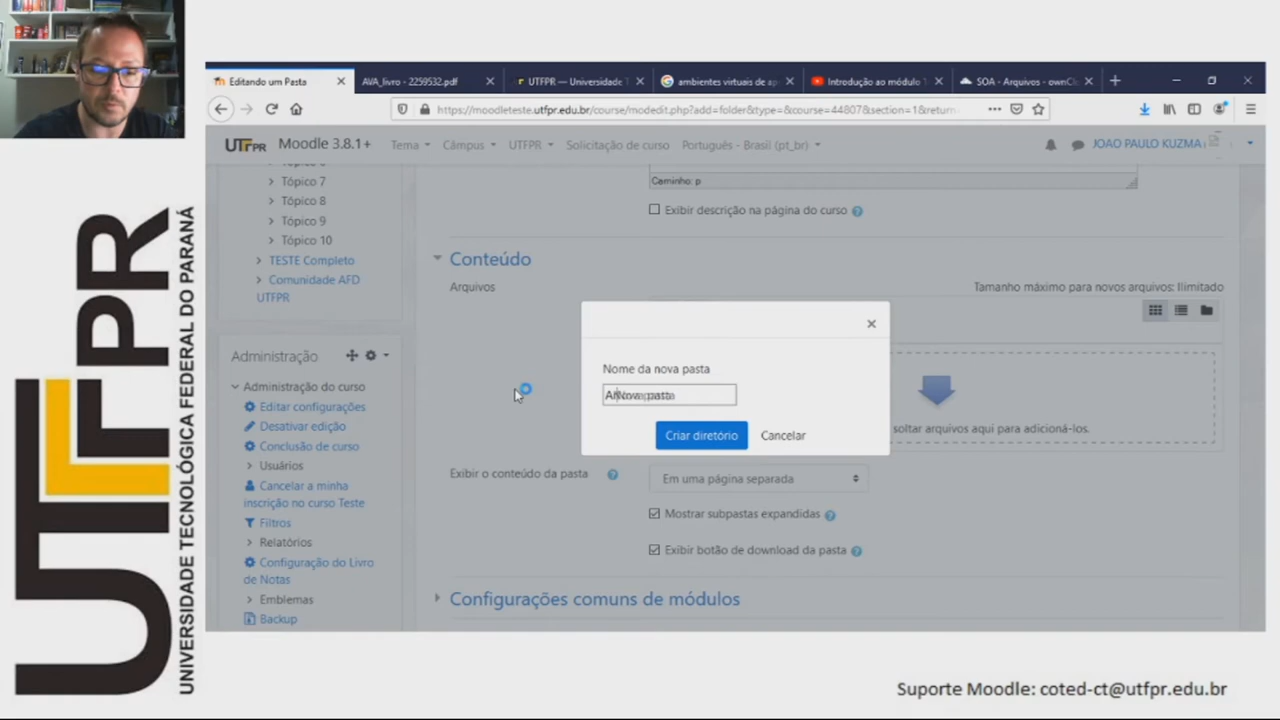 Editando um Pasta
AVA_livro - 2259532.pdf
UTFPR — Universidade
ambientes virtuais de ap
Introdução ao módulo
SOA : Arquivos - ownCl
https://moodleteste.utfpr.edu.br/course/modedit.php?add=folder&type=&course=44807&section=1&return
UTFPR Moodle 3.8.1+ Tema Câmpus UTFPR Solicitação de curso Português - Brasil (pt_br) JOAO PAULO KUZMA
Tópico 7
Tópico 8
Tópico 9
Tópico 10
TESTE Completo
Comunidade AFD
UTFPR
Administração
Administração do curso
Editar configurações
Desativar edição
Conclusão de curso
Usuários
Cancelar a minha
inscrição no curso Teste
Filtros
Relatórios
Configuração do Livro
de Notas
Emblemas
Backup
Caminho: p
Exibir descrição na página do curso
Conteúdo
Arquivos
Tamanho máximo para novos arquivos: Ilimitado
Nome da nova pasta
Criar diretório Cancelar
soltar arquivos aqui para adicioná-los.
Exibir o conteúdo da pasta
Em uma página separada
Mostrar subpastas expandidas
Exibir botão de download da pasta
Configurações comuns de módulos
UTFPR
UNIVERSIDADE TECNOLÓGICA FEDERAL DO PARANÁ
Suporte Moodle: coted-ct@utfpr.edu.br